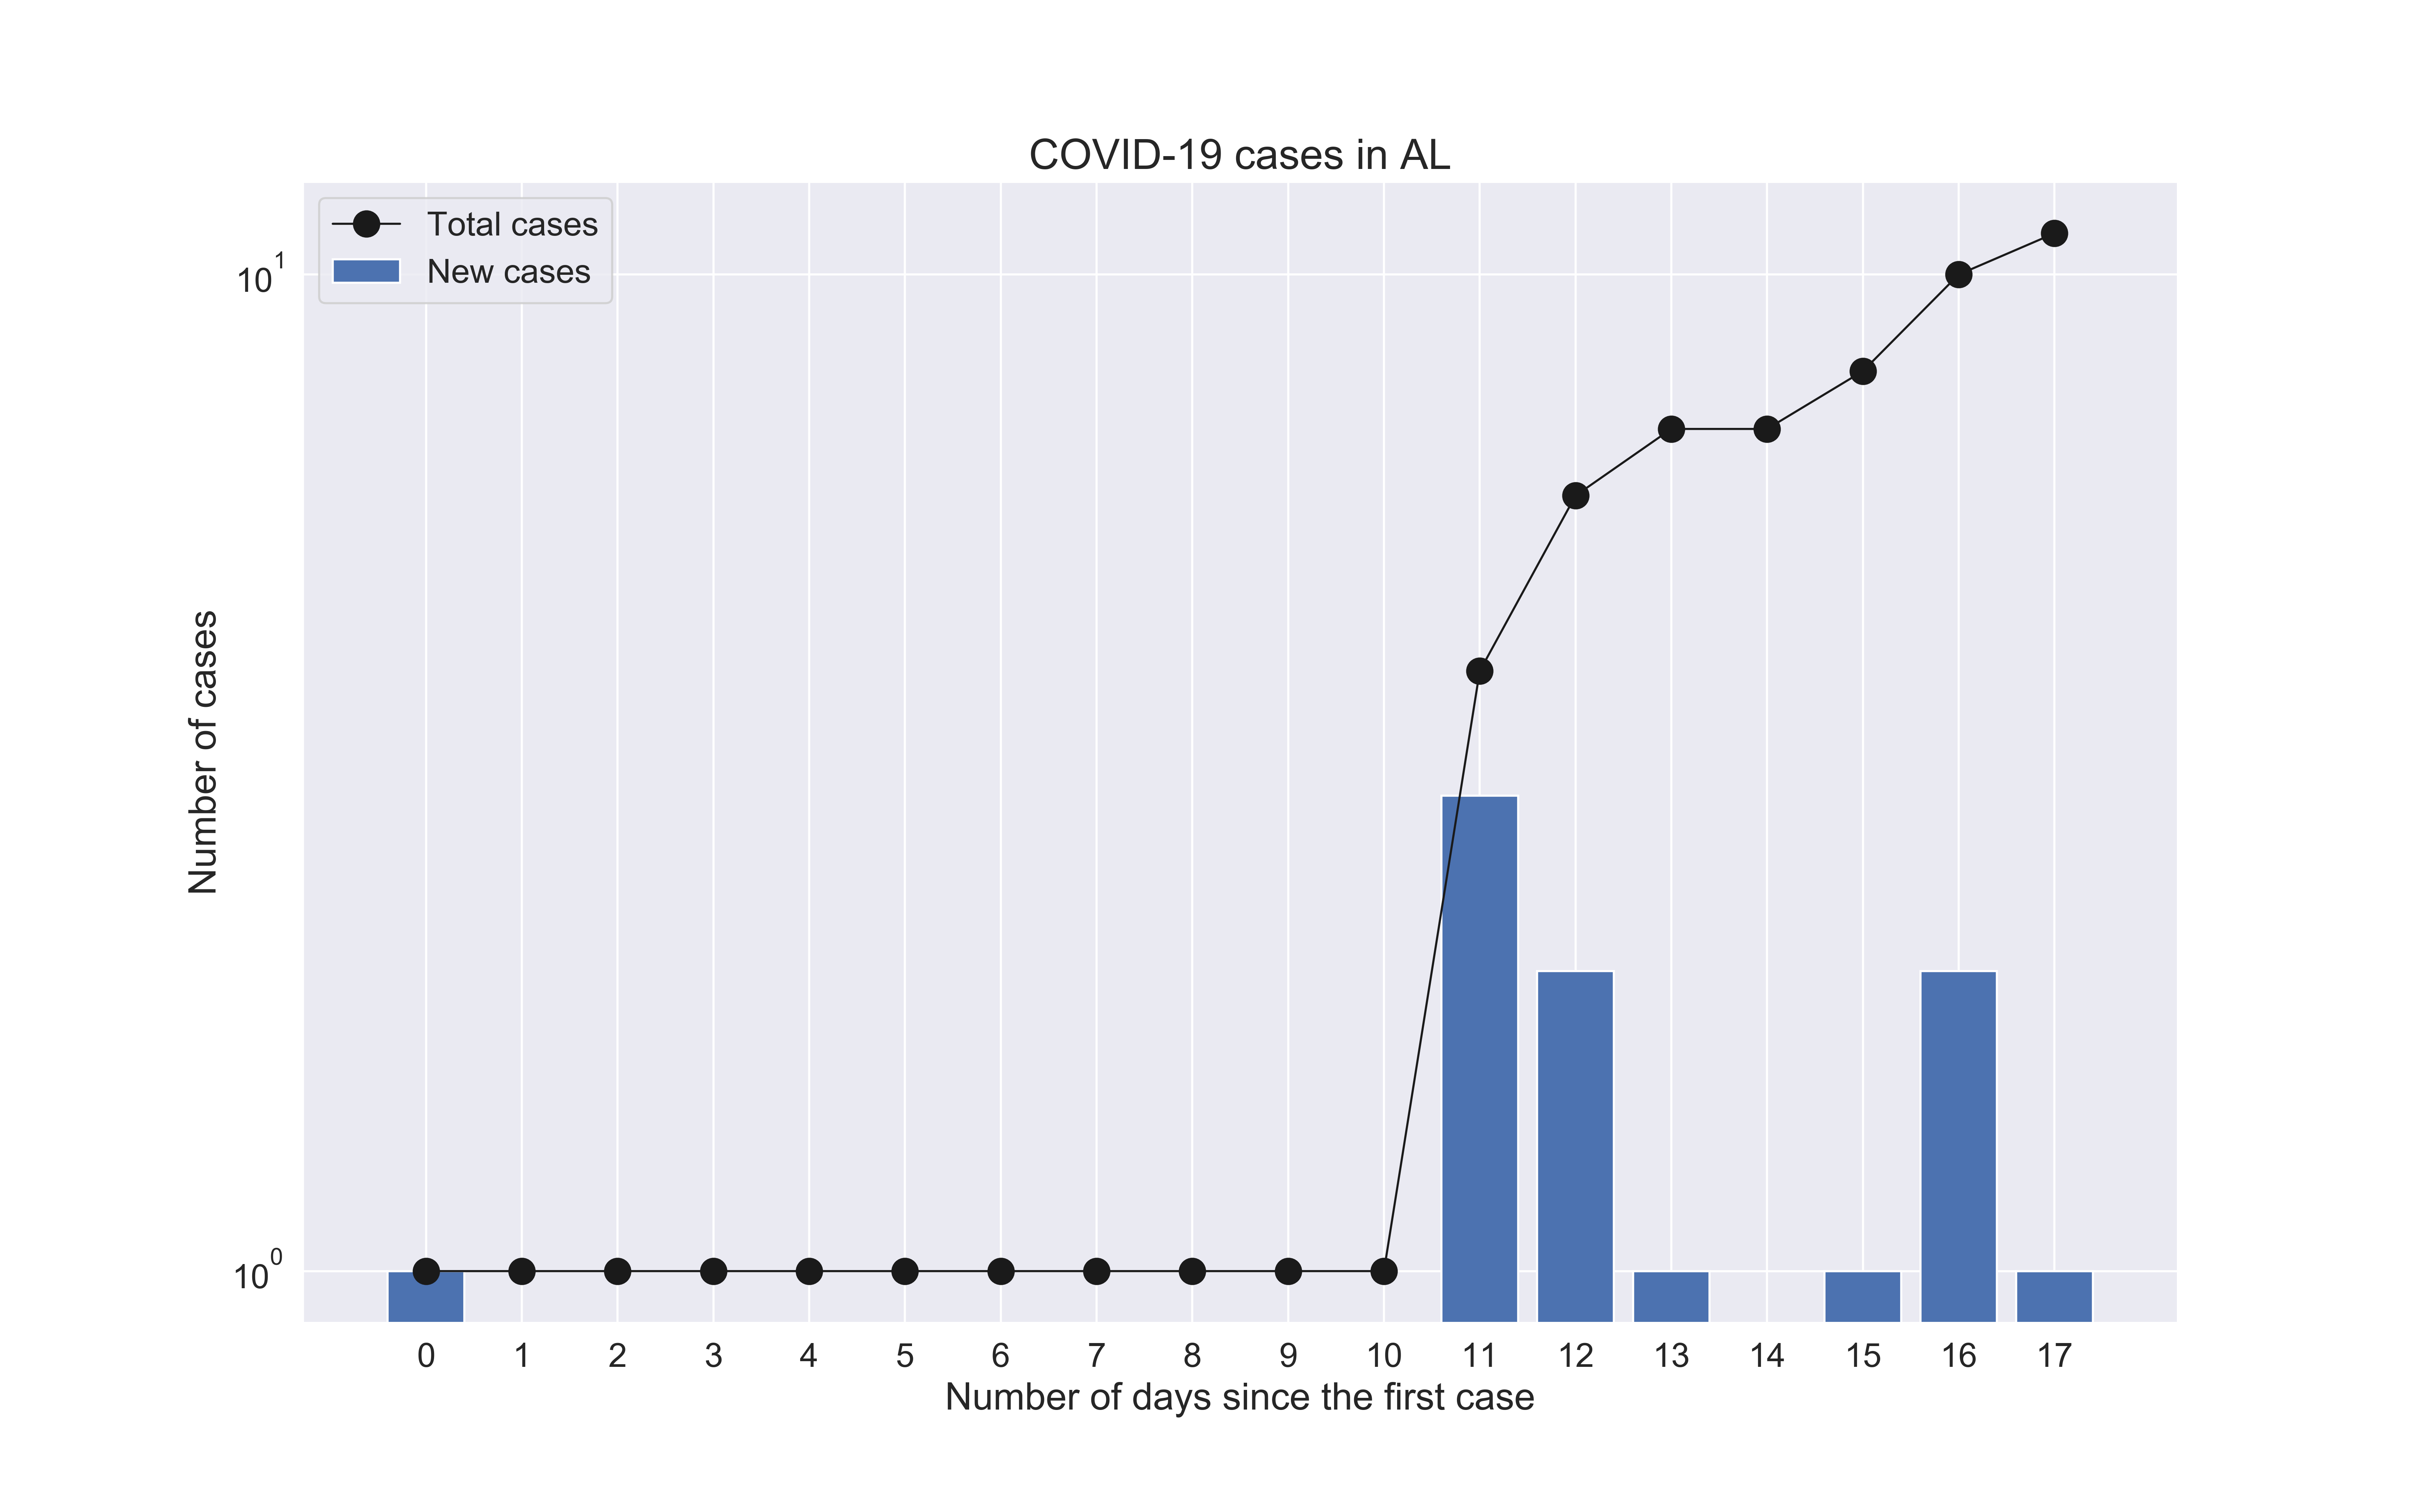 COVID-19 cases in AL
Total cases
New cases
10^1
10^0
Number of cases
0 1 2 3 4 5 6 7 8 9 10 11 12 13 14 15 16 17
Number of days since the first case